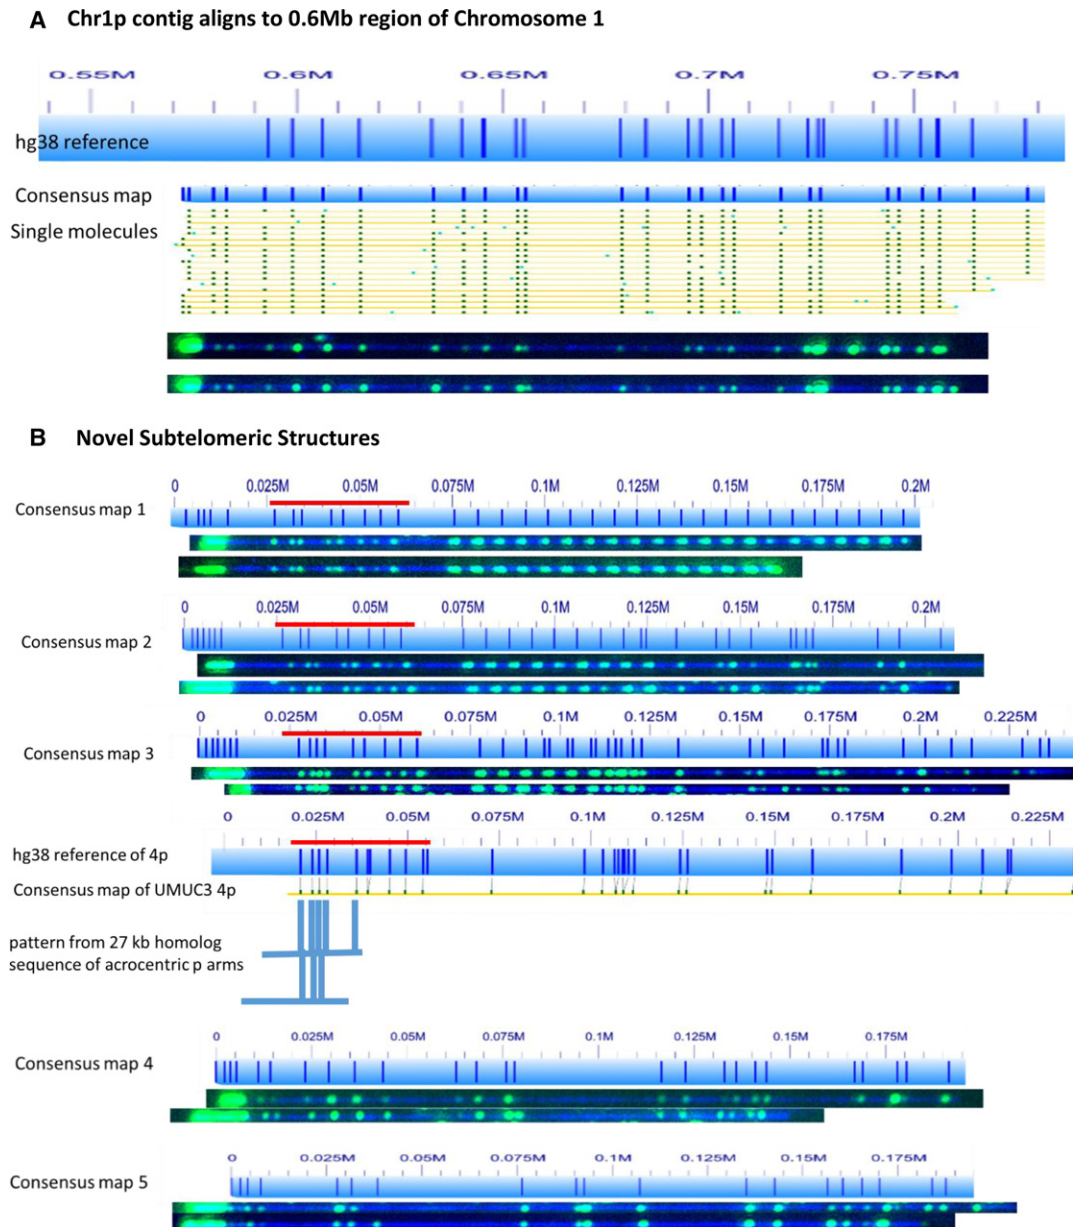 A Chr1p contig aligns to 0.6Mb region of Chromosome 1
0.55M 0.6M 0.65M 0.7M 0.75M
hg38 reference
Consensus map
Single molecules
B Novel Subtelomeric Structures
0 0.025M 0.05M 0.075M 0.1M 0.125M 0.15M 0.175M 0.2M
Consensus map 1
0 0.025M 0.05M 0.075M 0.1M 0.125M 0.15M 0.175M 0.2M
Consensus map 2
0 0.025M 0.05M 0.075M 0.1M 0.125M 0.15M 0.175M 0.2M 0.225M
Consensus map 3
0 0.025M 0.05M 0.075M 0.1M 0.125M 0.15M 0.175M 0.2M 0.225M
hg38 reference of 4p
Consensus map of UMUC3 4p
pattern from 27 kb homolog
sequence of acrocentric p arms
0 0.025M 0.05M 0.075M 0.1M 0.125M 0.15M 0.175M
Consensus map 4
0 0.025M 0.05M 0.075M 0.1M 0.125M 0.15M 0.175M
Consensus map 5